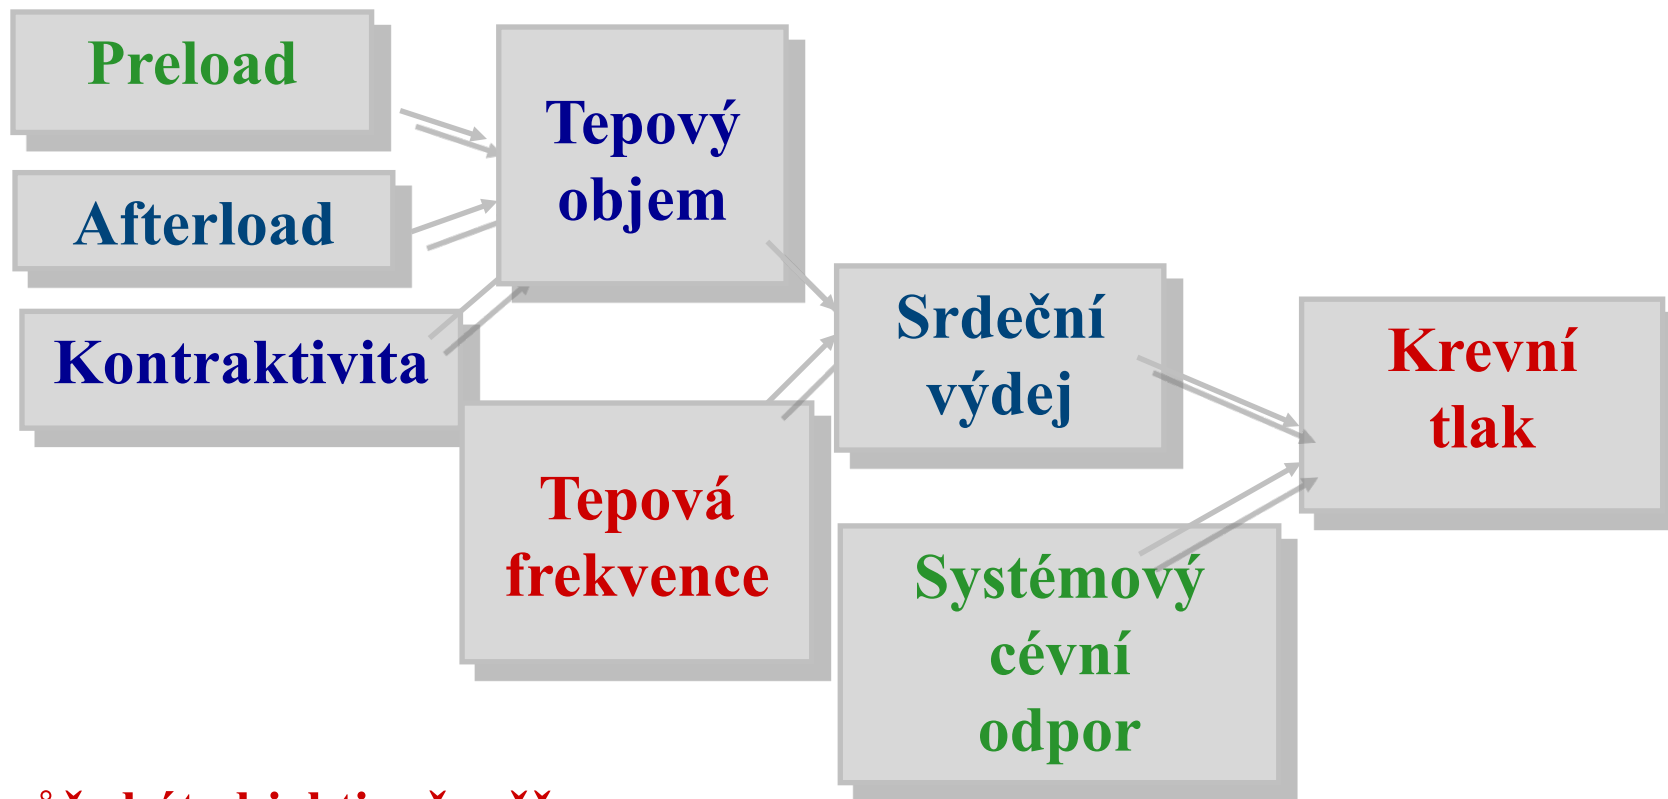 Preload
Afterload
Kontraktivita
Tepový
objem
Tepová
frekvence
Srdeční
výdej
Systémový
cévní
odpor
Krevní
tlak